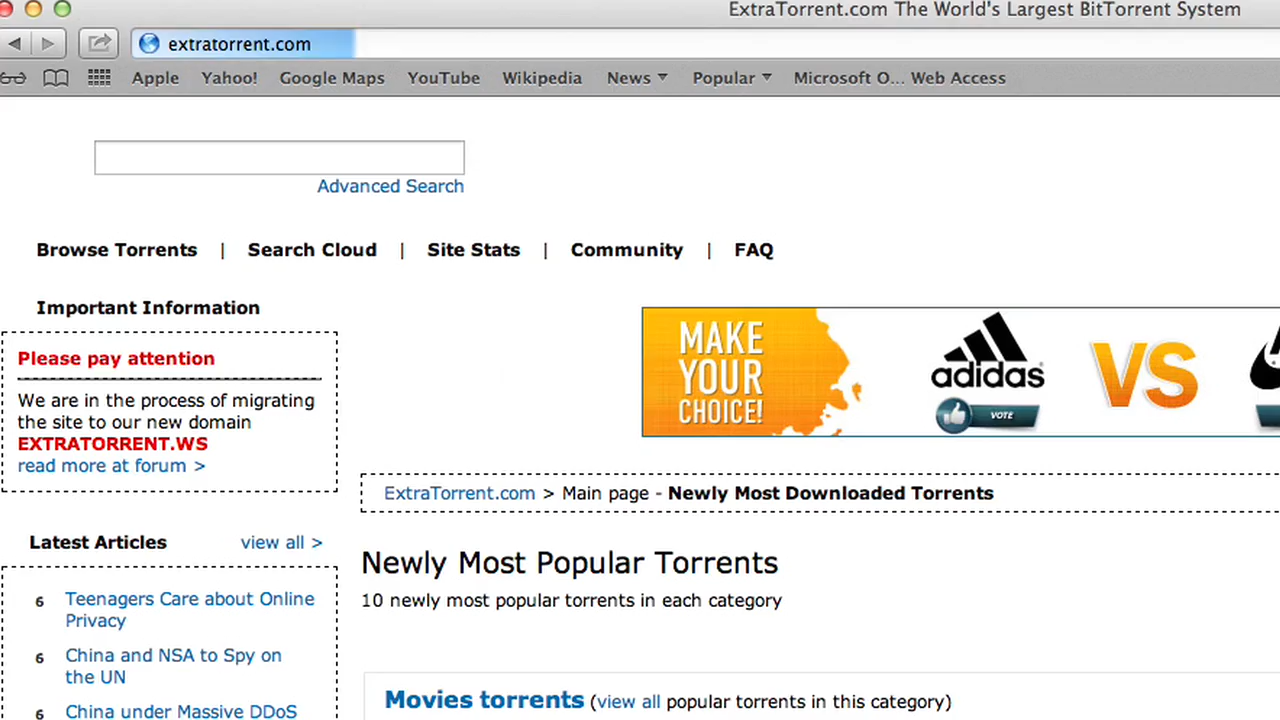 ExtraTorrent.com The World's Largest BitTorrent System
extratorrent.com
Apple Yahoo! Google Maps YouTube Wikipedia News Popular Microsoft O... Web Access
Advanced Search
Browse Torrents | Search Cloud | Site Stats | Community | FAQ
Important Information
Please pay attention
We are in the process of migrating
the site to our new domain
EXTRATORRENT.WS
read more at forum >
MAKE
YOUR
CHOICE!
adidas
VOTE
VS
ExtraTorrent.com > Main page - Newly Most Downloaded Torrents
Latest Articles view all >
6 Teenagers Care about Online
Privacy
6 China and NSA to Spy on
the UN
6 China under Massive DDoS
Newly Most Popular Torrents
10 newly most popular torrents in each category
Movies torrents (view all popular torrents in this category)